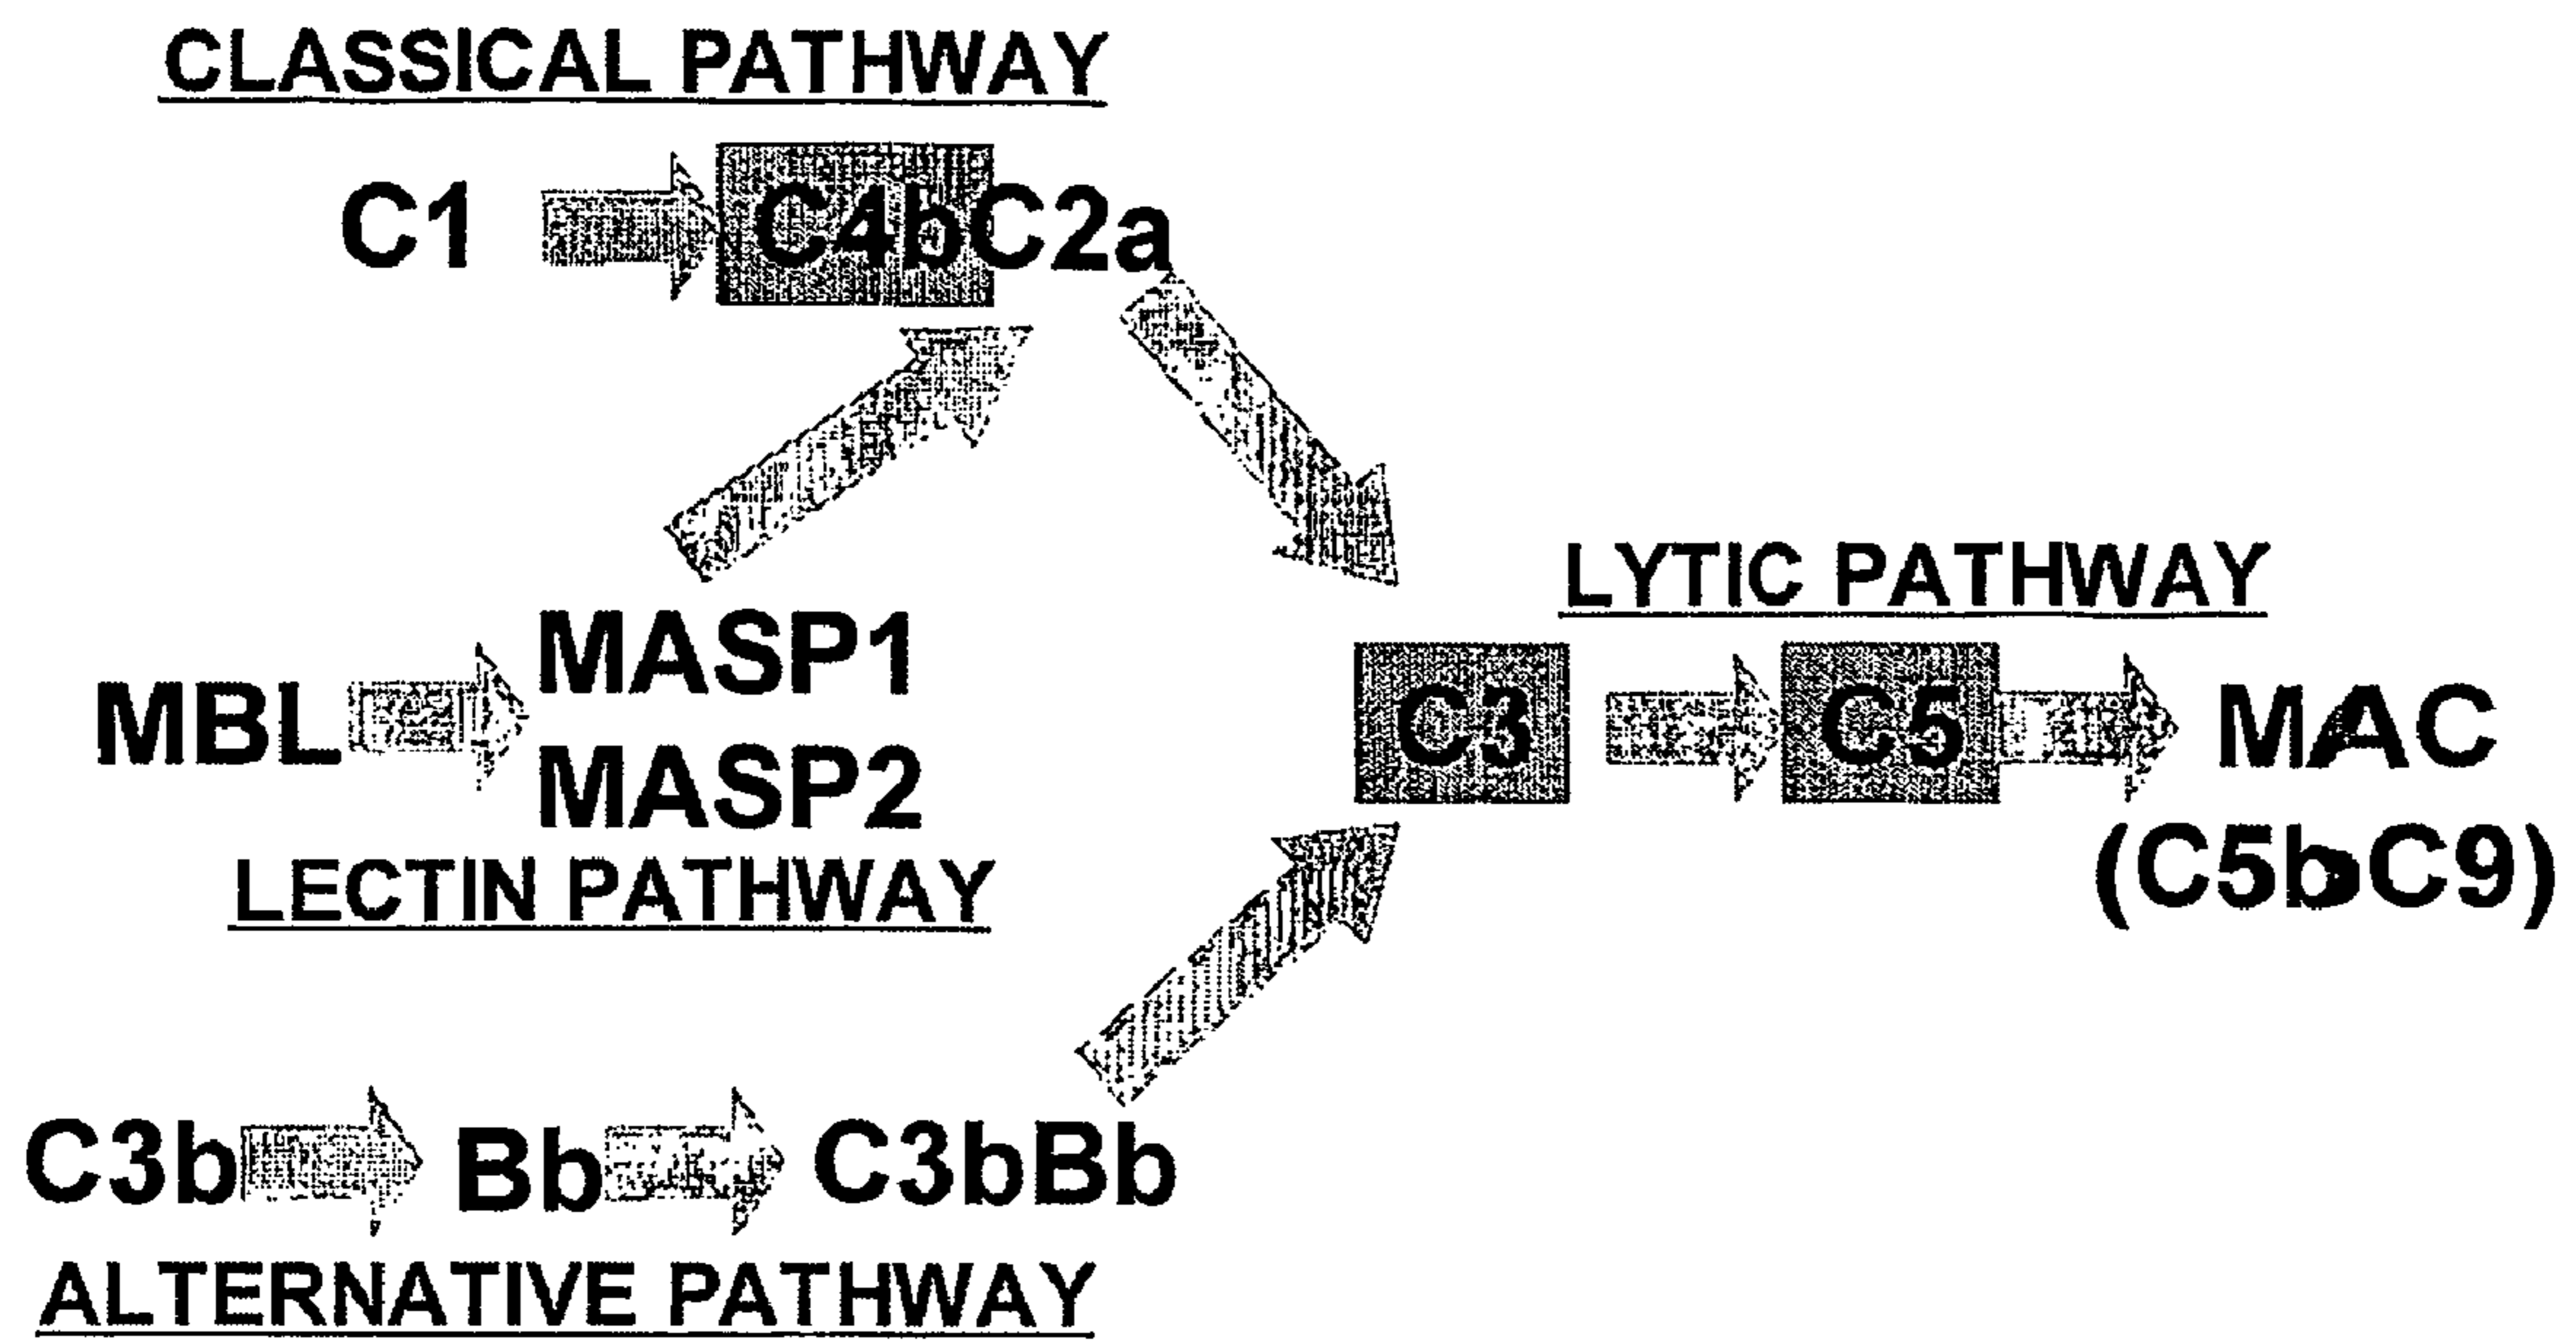 CLASSICAL PATHWAY
C1 C4bC2a
LYTIC PATHWAY
MASP1
MBL C3 C5 MAC
MASP2
(C5bC9)
LECTIN PATHWAY
C3b Bb C3bBb
ALTERNATIVE PATHWAY